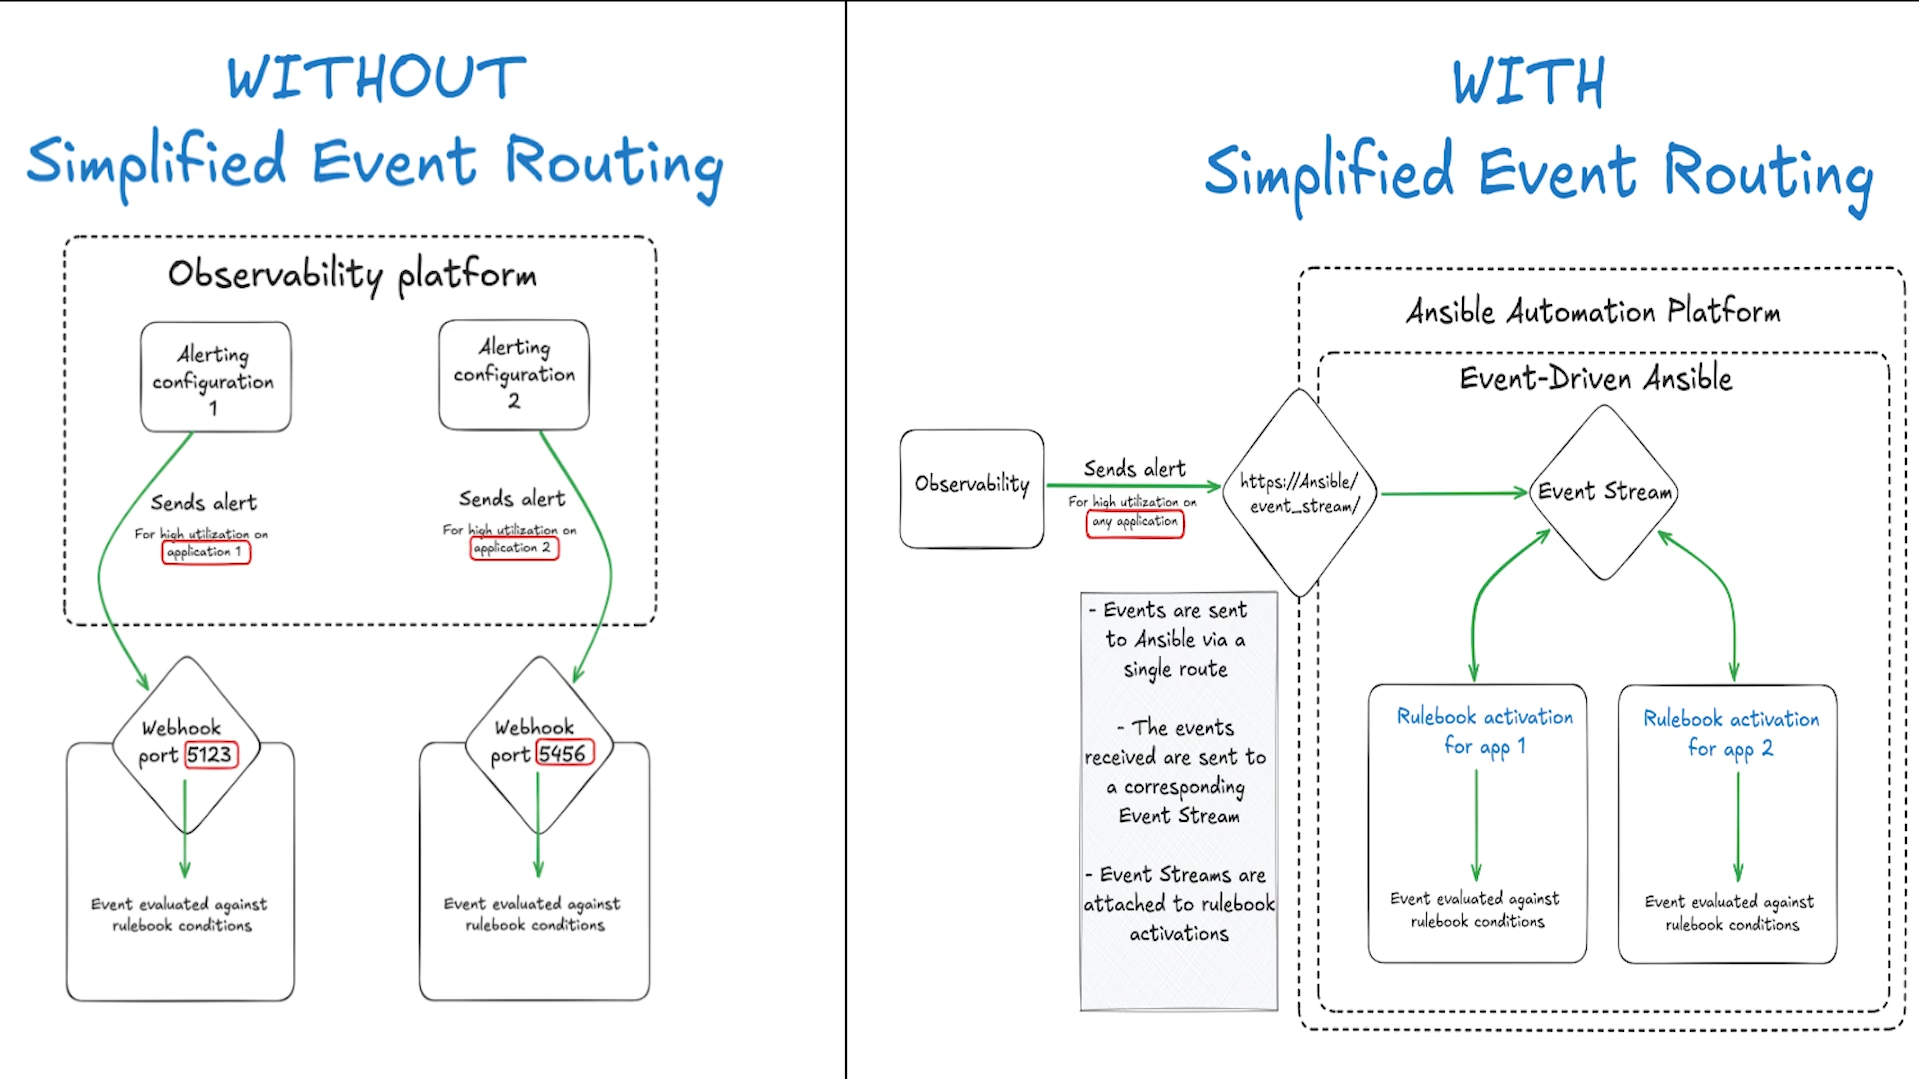 WITHOUT
Simplified Event Routing
Observability platform
Alerting
configuration
1
Alerting
configuration
2
Sends alert
For high utilization on
application 1
Sends alert
For high utilization on
application 2
Webhook
port 5123
Webhook
port 5456
Event evaluated against
rulebook conditions
Event evaluated against
rulebook conditions
WITH
Simplified Event Routing
Ansible Automation Platform
Event-Driven Ansible
Observability
Sends alert
For high utilization on
any application
https://Ansible/
event_stream/
Event Stream
- Events are sent
to Ansible via a
single route
- The events
received are sent to
a corresponding
Event Stream
- Event Streams are
attached to rulebook
activations
Rulebook activation
for app 1
Rulebook activation
for app 2
Event evaluated against
rulebook conditions
Event evaluated against
rulebook conditions